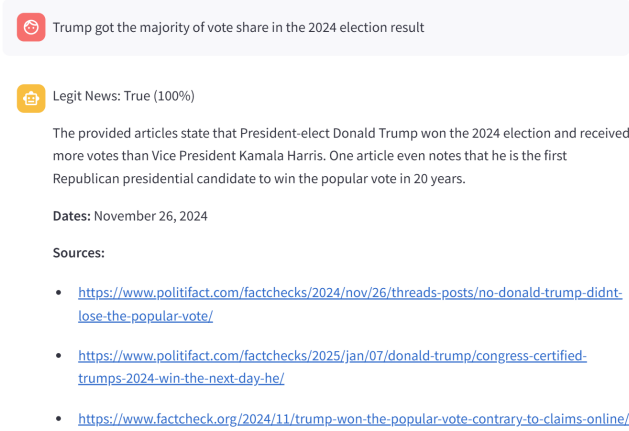 Trump got the majority of vote share in the 2024 election result
Legit News: True (100%)
The provided articles state that President-elect Donald Trump won the 2024 election and received
more votes than Vice President Kamala Harris. One article even notes that he is the first
Republican presidential candidate to win the popular vote in 20 years.
Dates: November 26, 2024
Sources:
https://www.politifact.com/factchecks/2024/nov/26/threads-posts/no-donald-trump-didnt-
lose-the-popular-vote/
https://www.politifact.com/factchecks/2025/jan/07/donald-trump/congress-certified-
trumps-2024-win-the-next-day-he/
https://www.factcheck.org/2024/11/trump-won-the-popular-vote-contrary-to-claims-online/